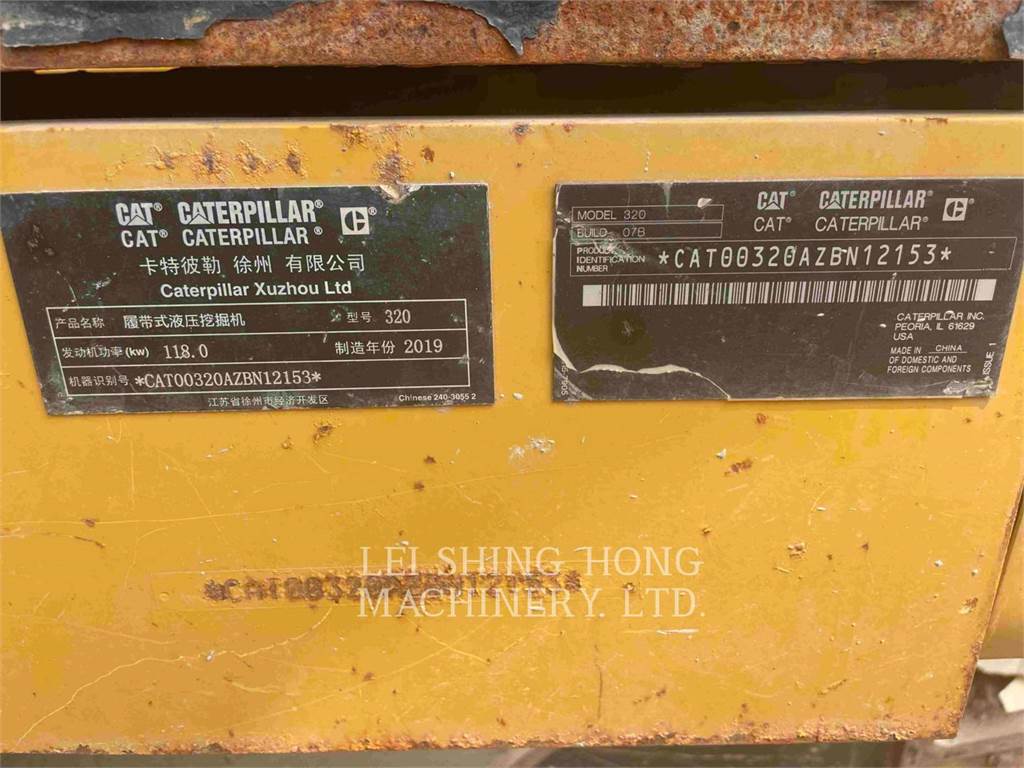 CAT® CATERPILLAR®
CAT® CATERPILLAR® C®
卡特彼勒 徐州 有限公司
Caterpillar Xuzhou Ltd
产品名称 履带式液压挖掘机 型号 320
发动机功率(kw) 118.0 制造年份 2019
机器识别号 *CAT00320AZBN12153*
江苏省徐州市经济开发区 Chinese 240-3055 2
MODEL 320
BUILD 07B
CAT® CATERPILLAR®
CAT® CATERPILLAR® C®
PRODUCT
IDENTIFICATION
NUMBER
*CAT00320AZBN12153*
CATERPILLAR INC.
PEORIA, IL 61629
USA
MADE IN CHINA
OF DOMESTIC AND
FOREIGN COMPONENTS
ISSUE 1
*CAT00320AZBN12153*
LEI SHING HONG
MACHINERY. LTD.